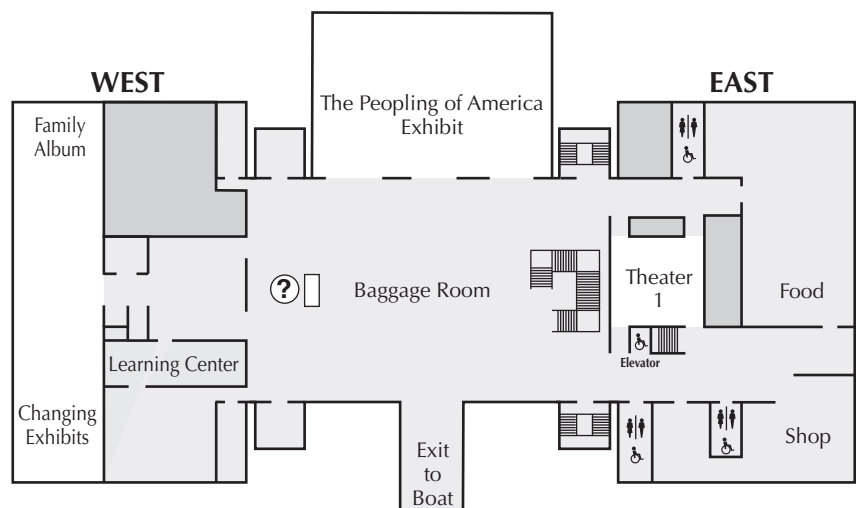 WEST
EAST
The Peopling of America
Exhibit
Family
Album
?
Baggage Room
Theater
1
Food
Elevator
Learning Center
Changing
Exhibits
Shop
Exit
to
Boat